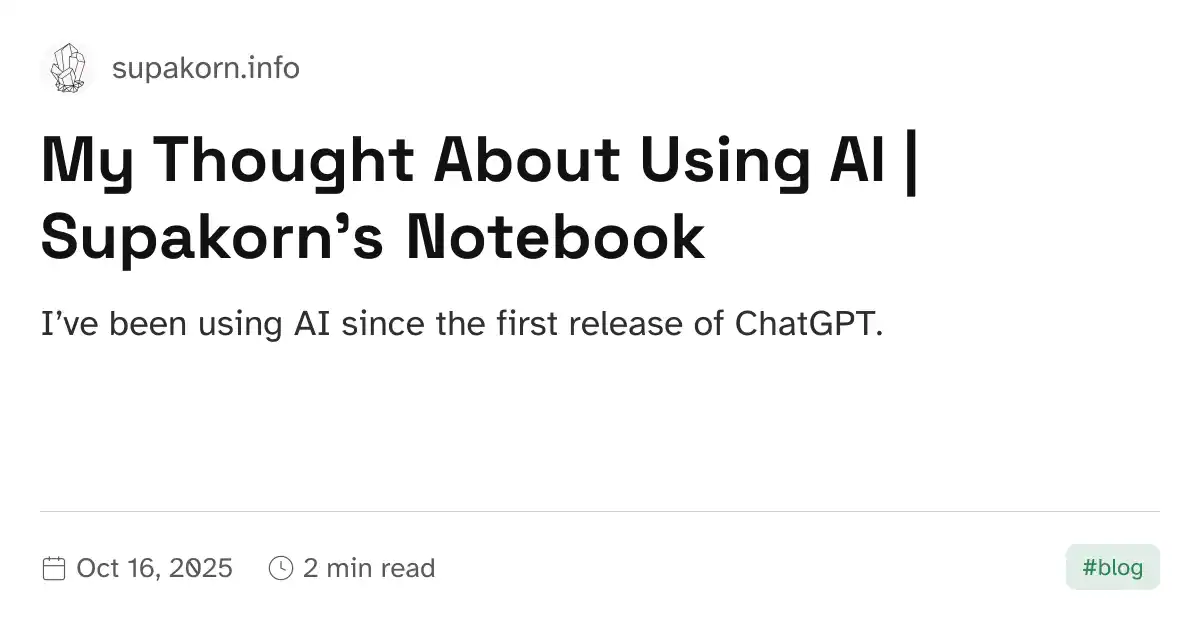 supakorn.info
My Thought About Using AI |
Supakorn’s Notebook
I’ve been using AI since the first release of ChatGPT.
Oct 16, 2025 2 min read #blog